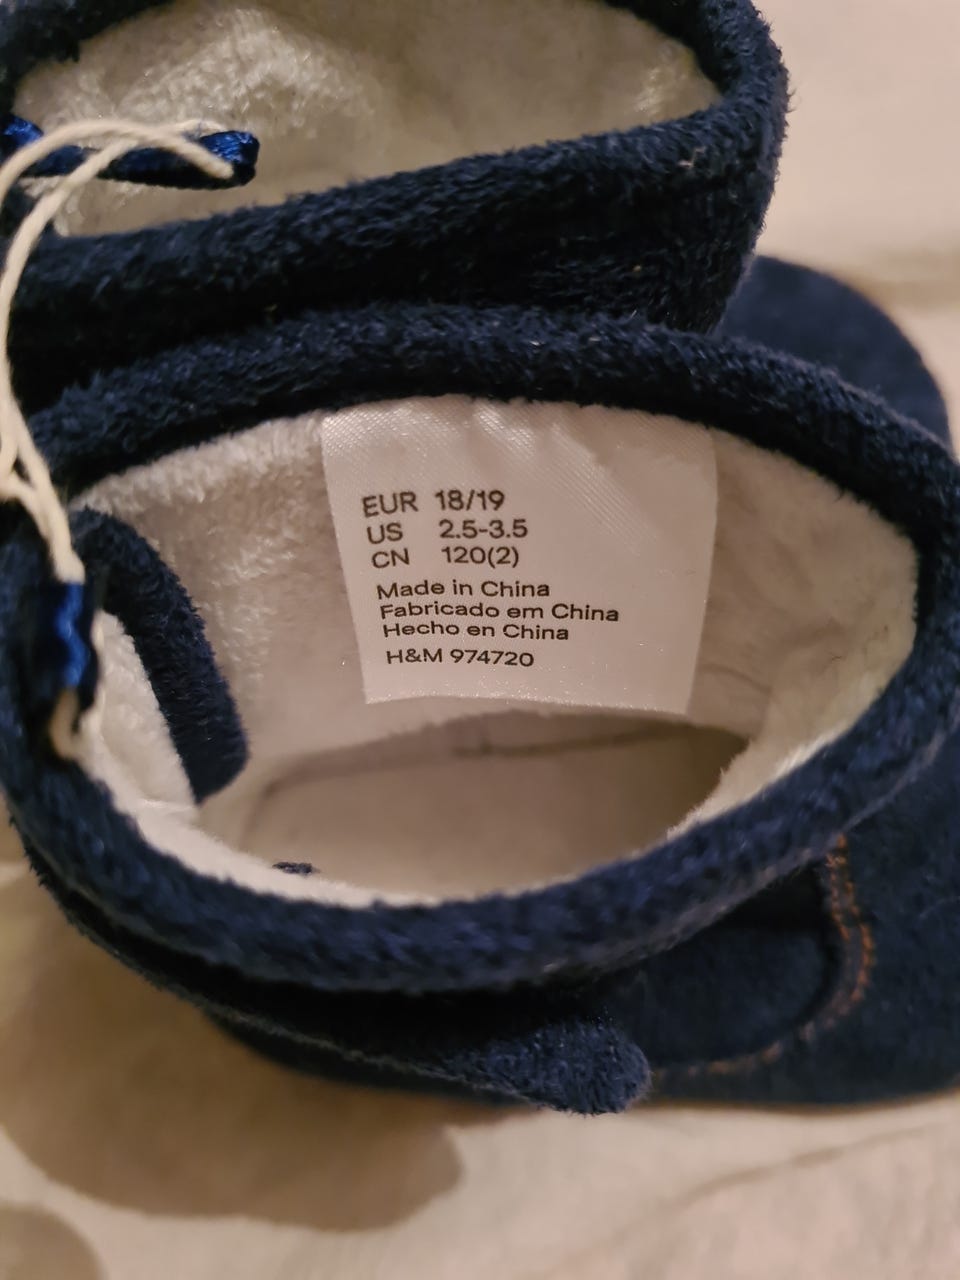 EUR 18/19
US 2.5-3.5
CN 120(2)
Made in China
Fabricado em China
Hecho en China
H&M 974720